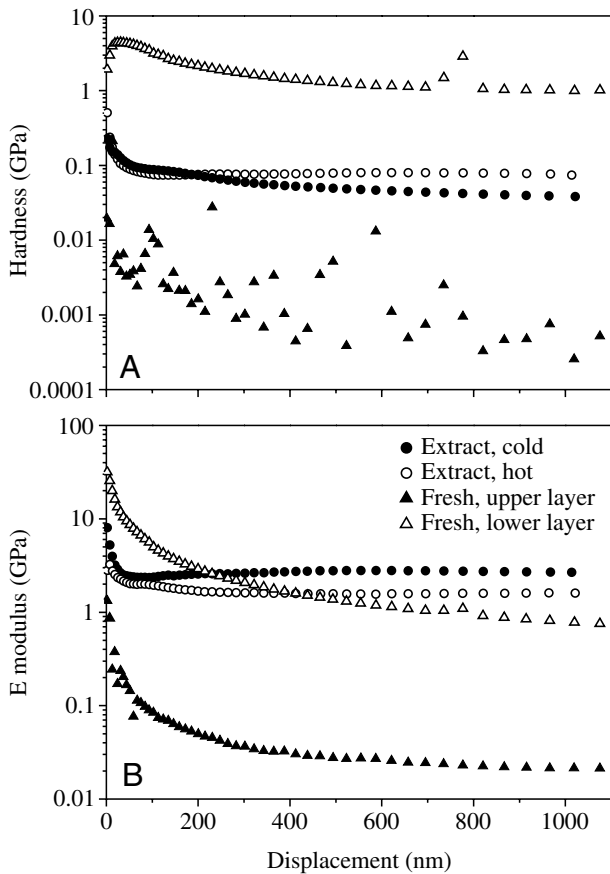 10
1
0.1
0.01
0.001
0.0001
Hardness (GPa)
A
100
10
1
0.1
0.01
E modulus (GPa)
Extract, cold
Extract, hot
Fresh, upper layer
Fresh, lower layer
B
0 200 400 600 800 1000
Displacement (nm)